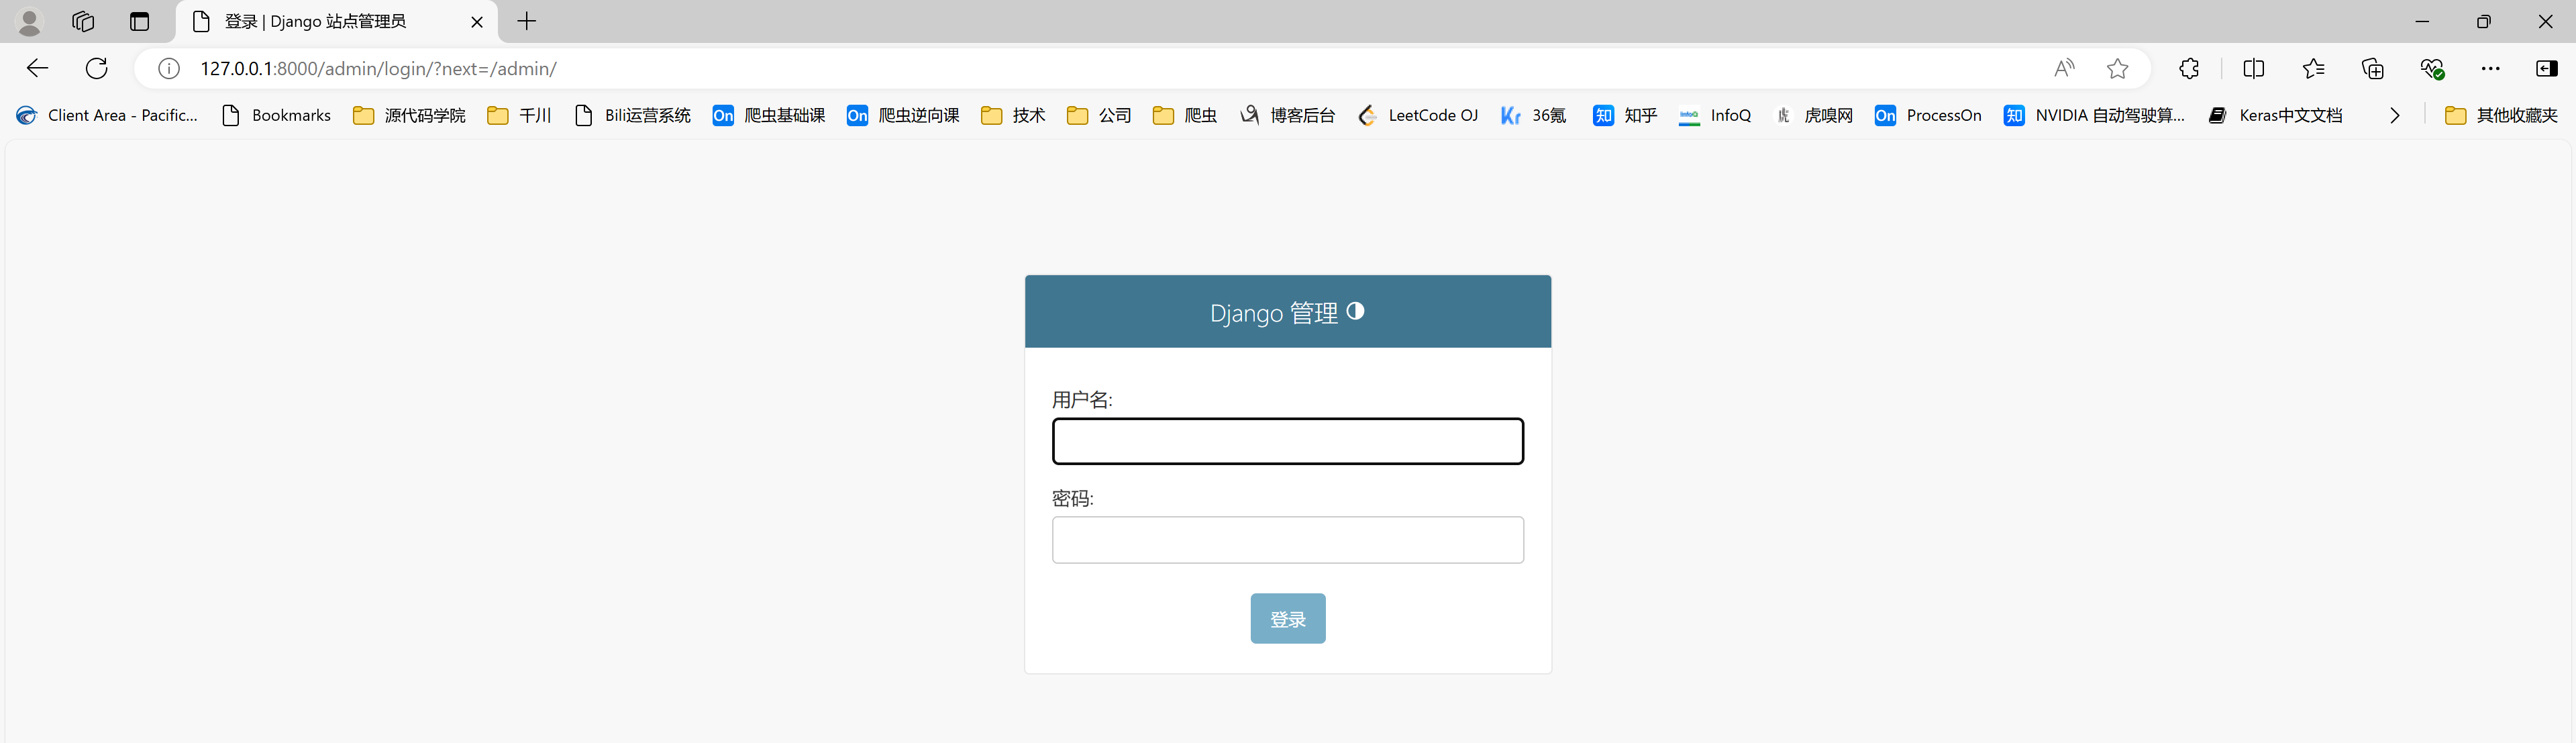 登录 | Django 站点管理员
127.0.0.1:8000/admin/login/?next=/admin/
Client Area - Pacific... Bookmarks 源代码学院 千川 Bili运营系统 On 爬虫基础课 On 爬虫逆向课 技术 公司 爬虫 博客后台 LeetCode OJ Kr 36氪 知 知乎 InfoQ InfoQ 虎 虎嗅网 On ProcessOn 知 NVIDIA 自动驾驶算... Keras中文文档 其他收藏夹
Django 管理
用户名:
密码:
登录